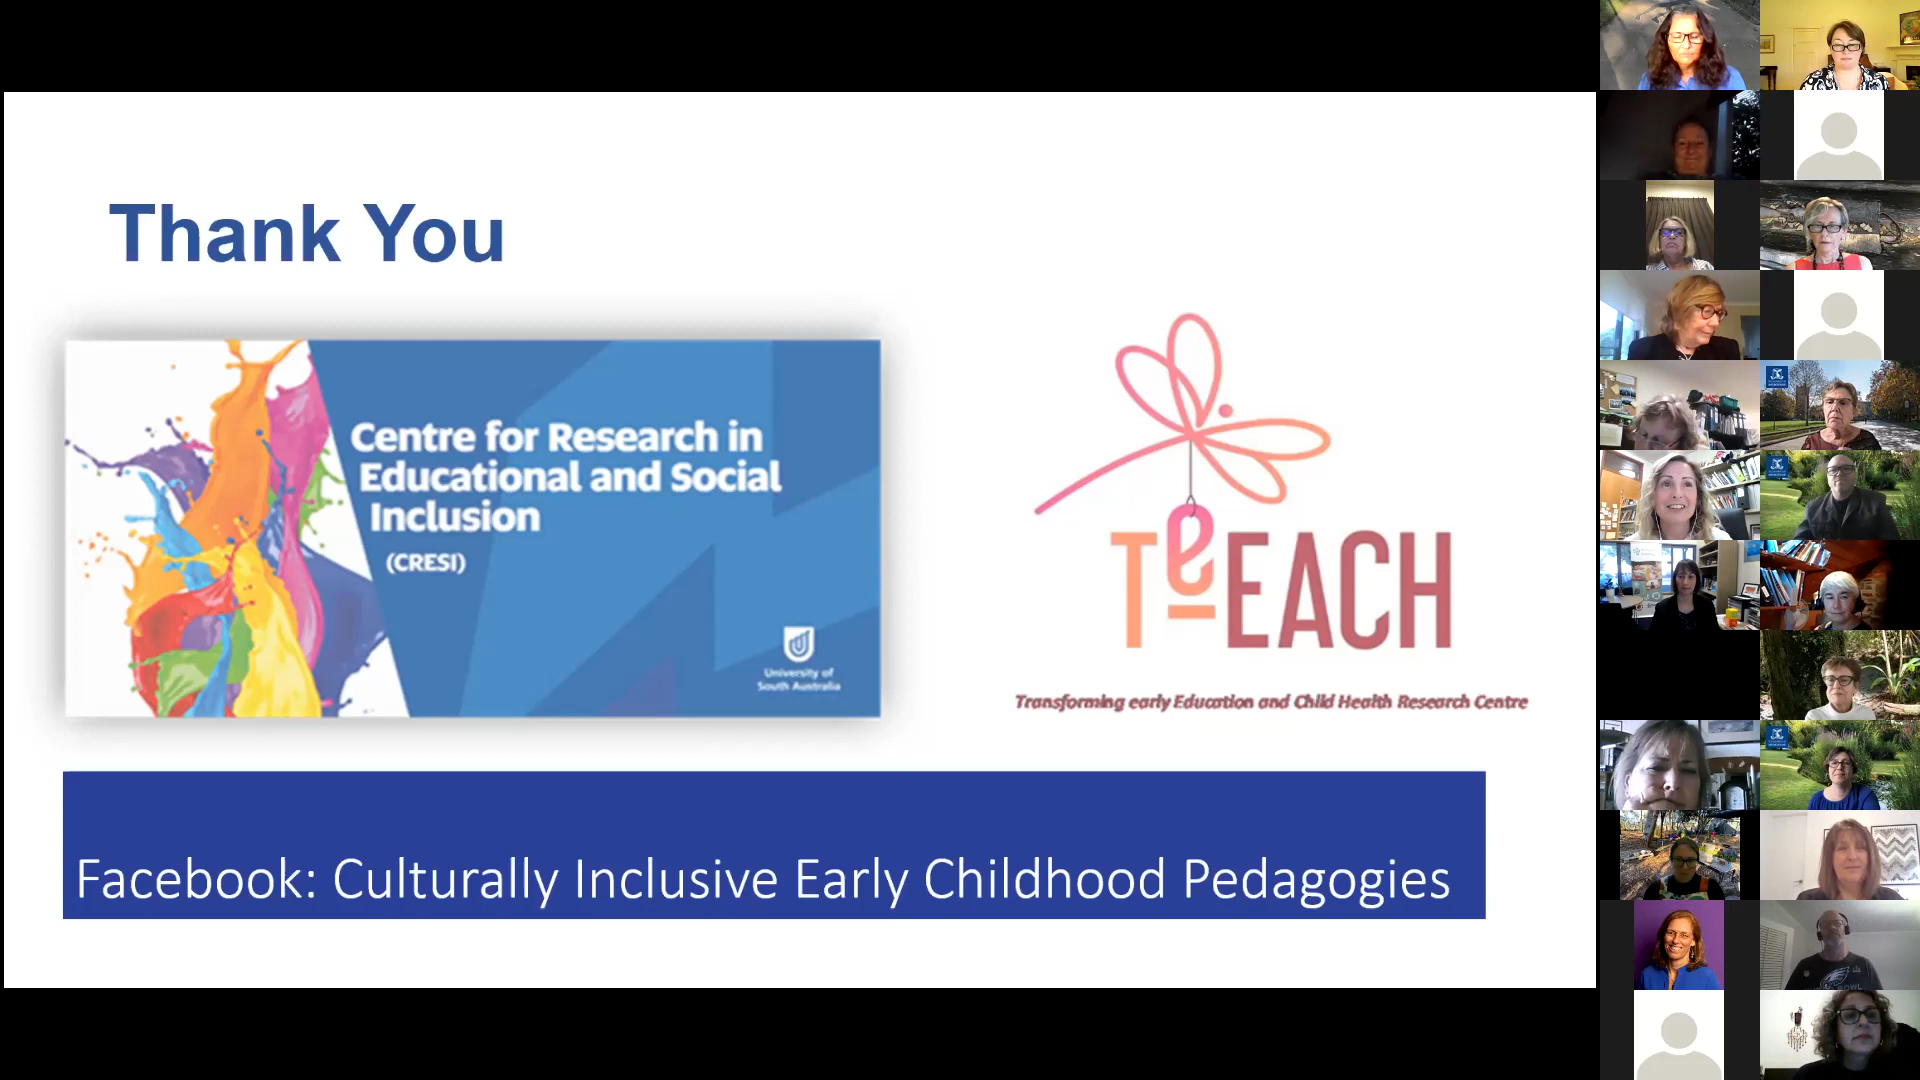 Thank You
Centre for Research in
Educational and Social
Inclusion
(CRESI)
University of
South Australia
TeEACH
Transforming early Education and Child Health Research Centre
Facebook: Culturally Inclusive Early Childhood Pedagogies